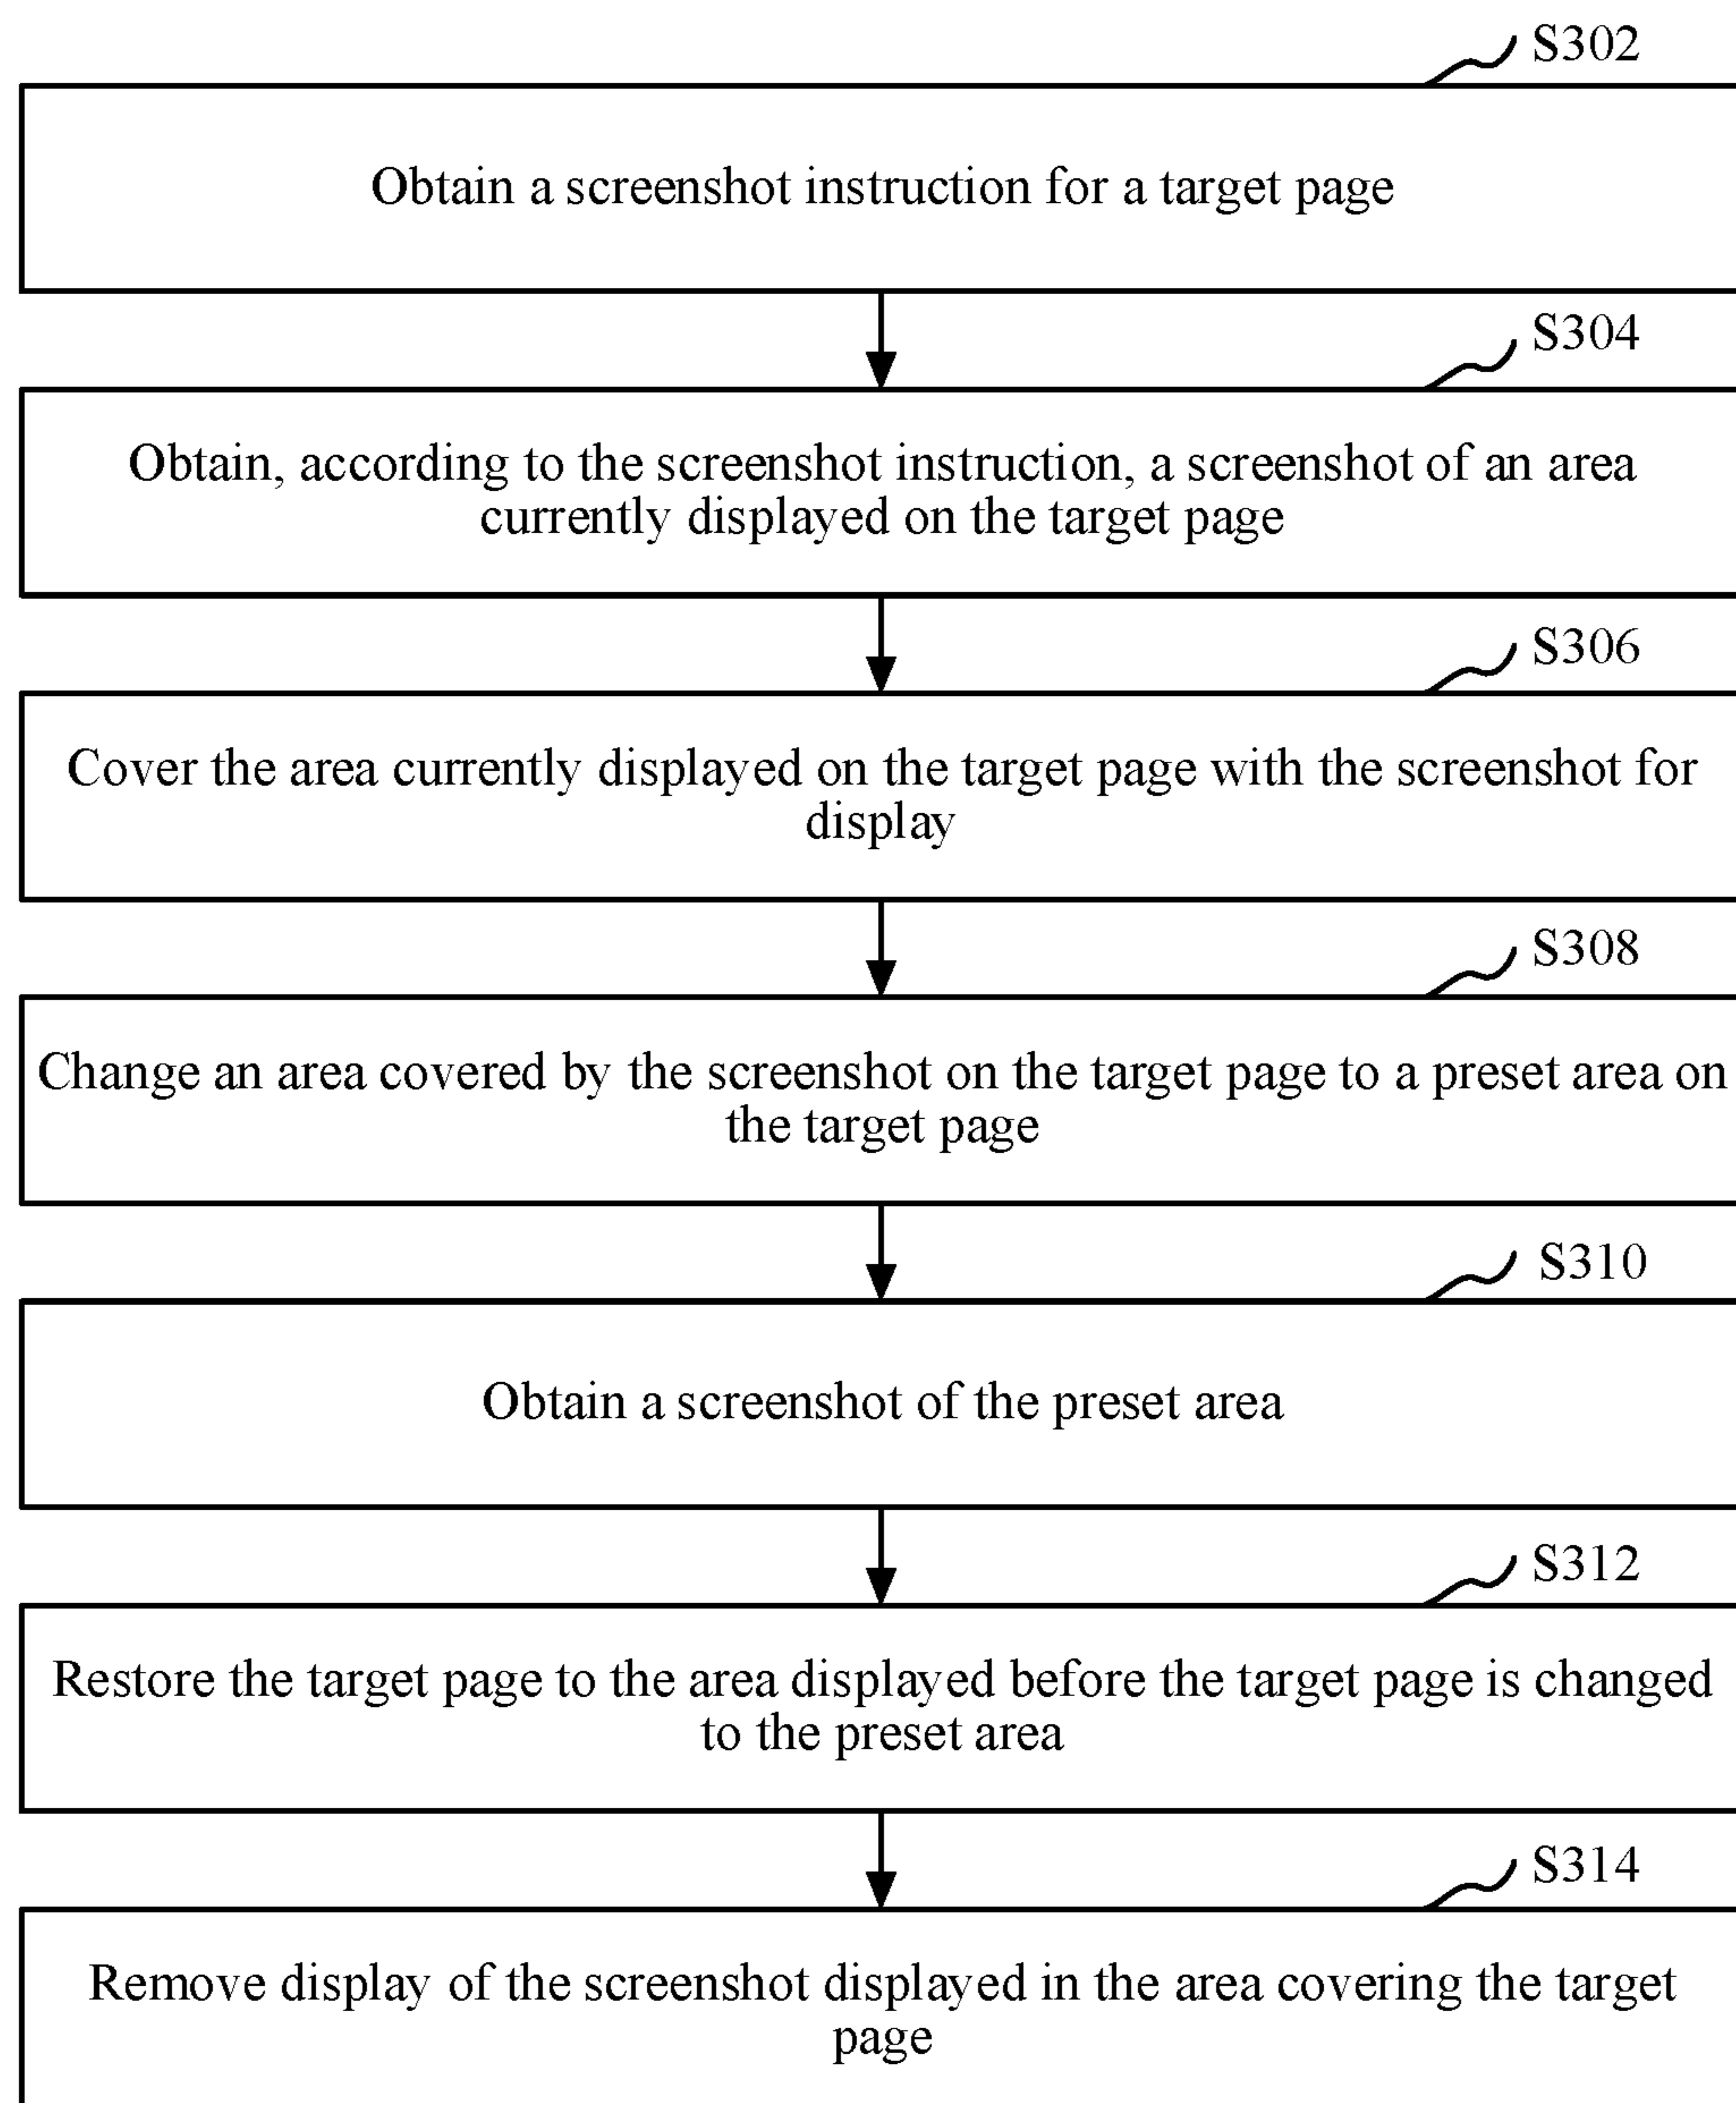 S302
Obtain a screenshot instruction for a target page
S304
Obtain, according to the screenshot instruction, a screenshot of an area
currently displayed on the target page
S306
Cover the area currently displayed on the target page with the screenshot for
display
S308
Change an area covered by the screenshot on the target page to a preset area on
the target page
S310
Obtain a screenshot of the preset area
S312
Restore the target page to the area displayed before the target page is changed
to the preset area
S314
Remove display of the screenshot displayed in the area covering the target
page